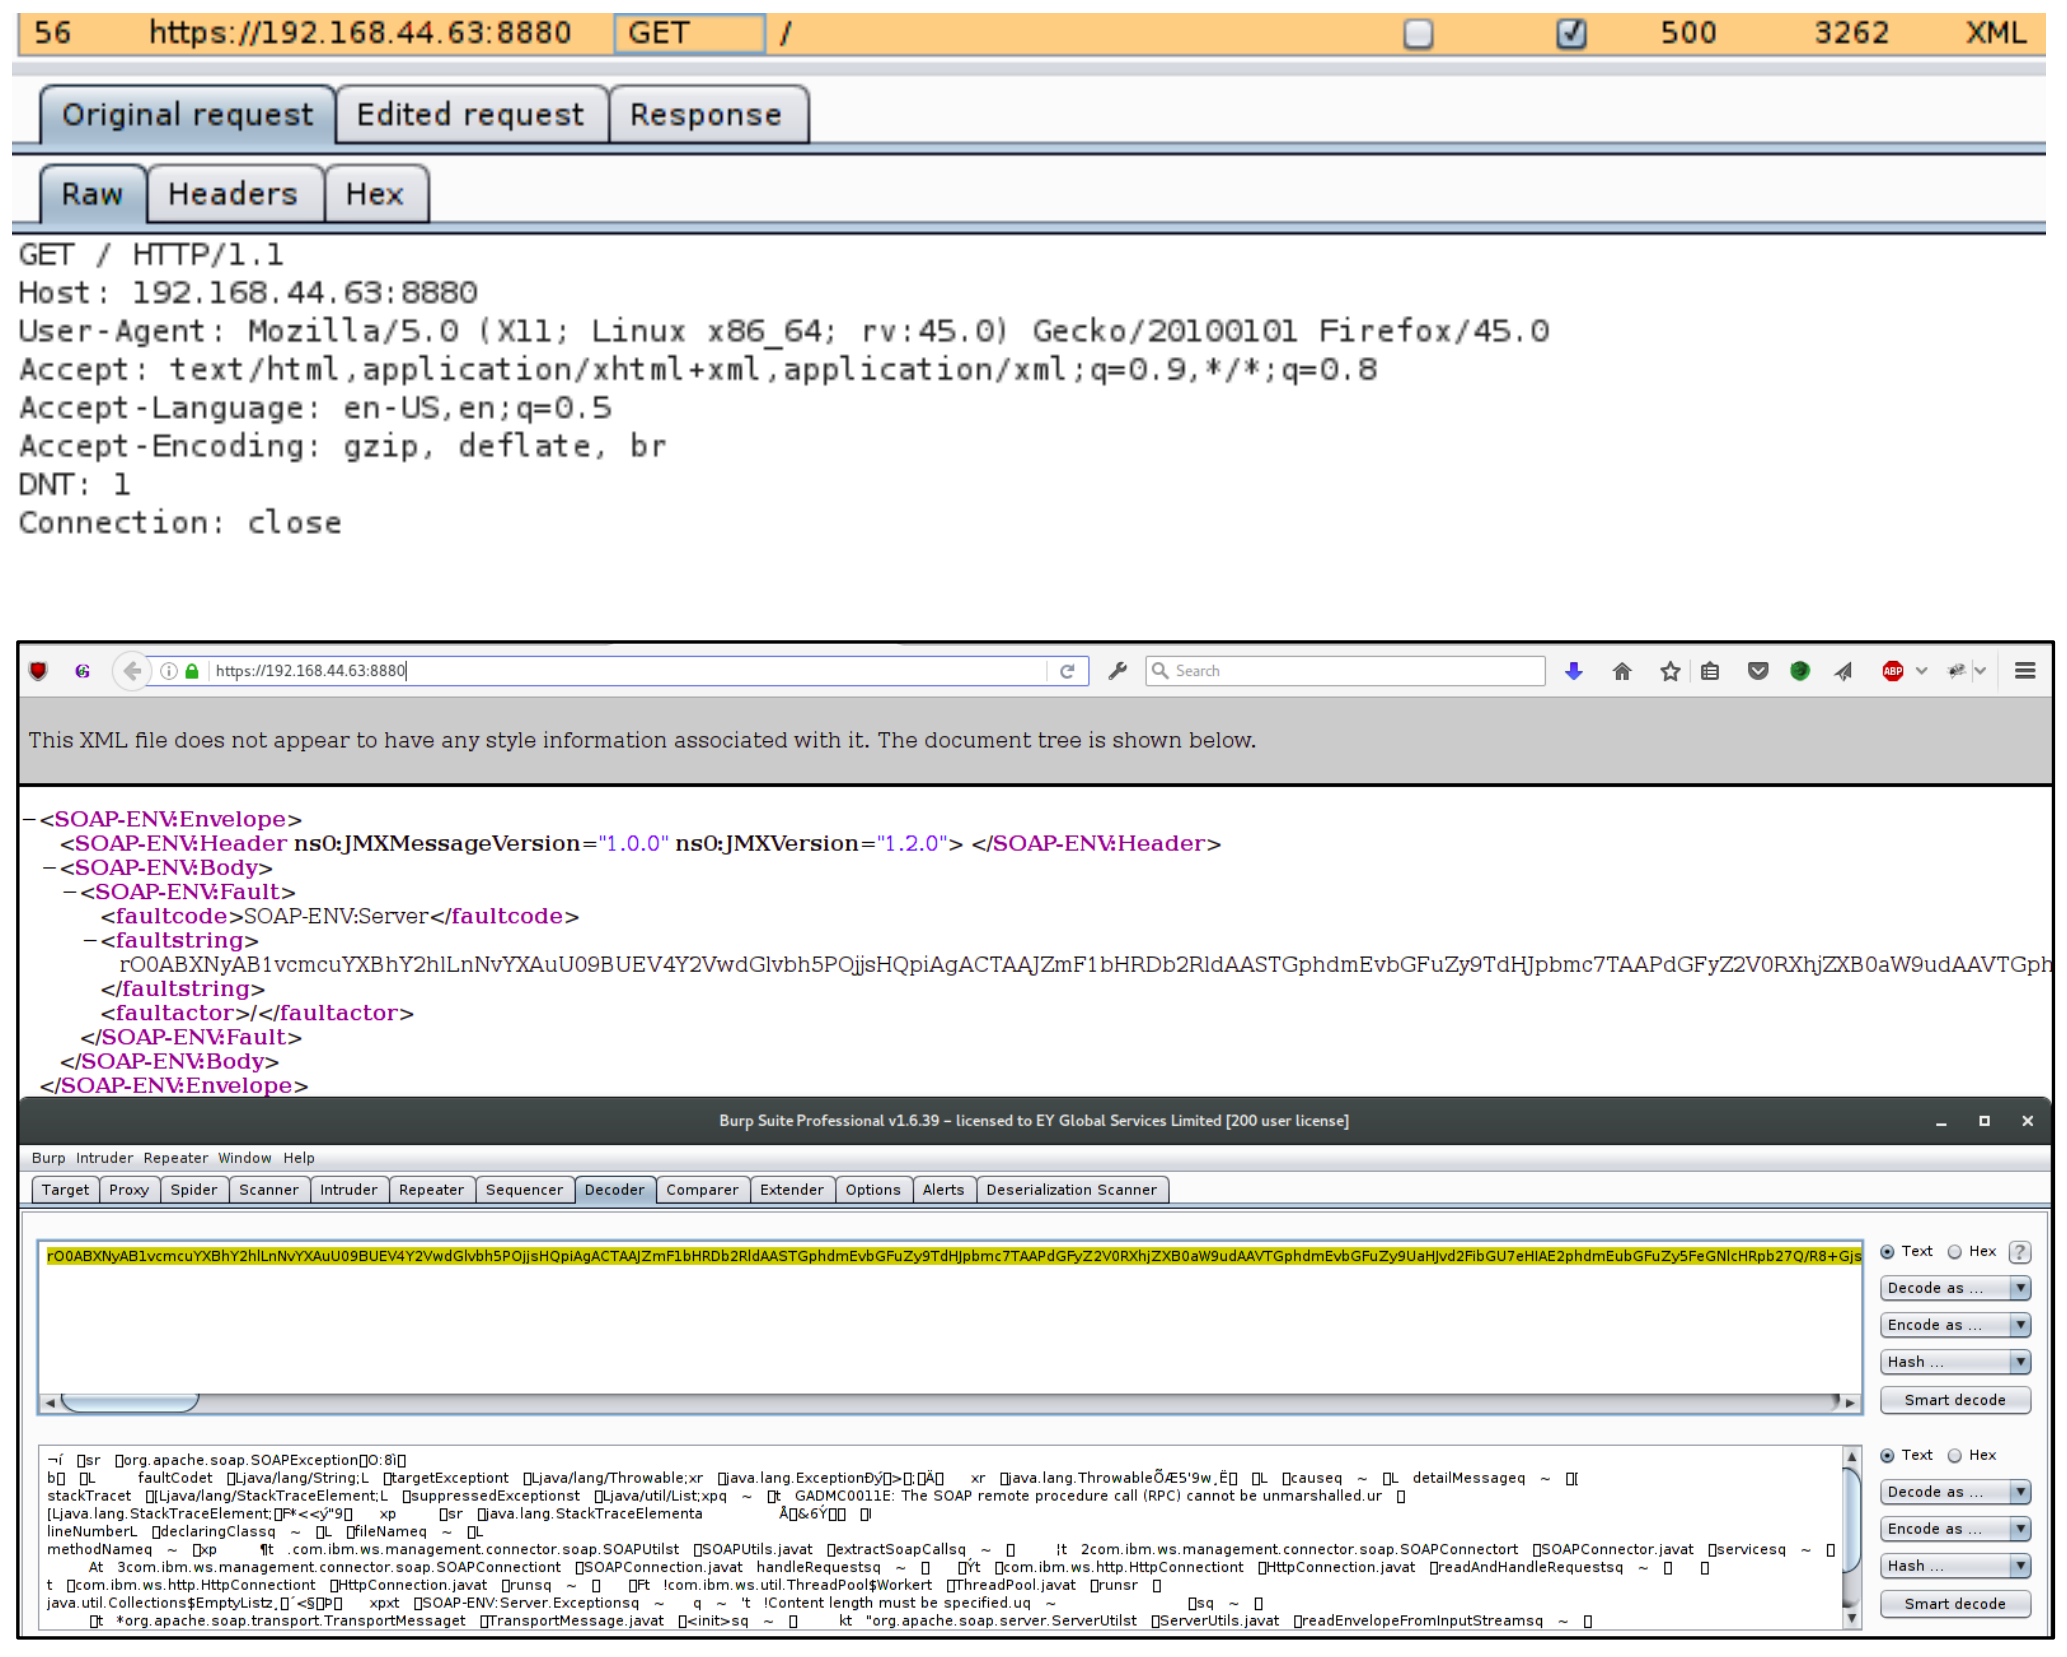 56 https://192.168.44.63:8880 GET / 500 3262 XML
Original request Edited request Response
Raw Headers Hex
GET / HTTP/1.1
Host: 192.168.44.63:8880
User-Agent: Mozilla/5.0 (X11; Linux x86_64; rv:45.0) Gecko/20100101 Firefox/45.0
Accept: text/html,application/xhtml+xml,application/xml;q=0.9,*/*;q=0.8
Accept-Language: en-US,en;q=0.5
Accept-Encoding: gzip, deflate, br
DNT: 1
Connection: close
https://192.168.44.63:8880 Search ABP
This XML file does not appear to have any style information associated with it. The document tree is shown below.
−<SOAP-ENV:Envelope>
<SOAP-ENV:Header ns0:JMXMessageVersion="1.0.0" ns0:JMXVersion="1.2.0"> </SOAP-ENV:Header>
−<SOAP-ENV:Body>
−<SOAP-ENV:Fault>
<faultcode>SOAP-ENV:Server</faultcode>
−<faultstring>
rO0ABXNyAB1vcmcuYXBhY2hlLnNvYXAuU09BUEV4Y2VwdGlvbh5POjjsHQpiAgACTAAJZmF1bHRDb2RldAASTGphdmEvbGFuZy9TdHJpbmc7TAAPdGFyZ2V0RXhjZXB0aW9udAAVTGph
</faultstring>
<faultactor>/</faultactor>
</SOAP-ENV:Fault>
</SOAP-ENV:Body>
</SOAP-ENV:Envelope>
Burp Suite Professional v1.6.39 – licensed to EY Global Services Limited [200 user license]
Burp Intruder Repeater Window Help
Target Proxy Spider Scanner Intruder Repeater Sequencer Decoder Comparer Extender Options Alerts Deserialization Scanner
rO0ABXNyAB1vcmcuYXBhY2hlLnNvYXAuU09BUEV4Y2VwdGlvbh5POjjsHQpiAgACTAAJZmF1bHRDb2RldAASTGphdmEvbGFuZy9TdHJpbmc7TAAPdGFyZ2V0RXhjZXB0aW9udAAVTGphdmEvbGFuZy9UaHJvd2FibGU7eHIAE2phdmEubGFuZy5FeGNlcHRpb27Q/R8+Gjs
Text Hex ?
Decode as ...
Encode as ...
Hash ...
Smart decode
¬í sr org.apache.soap.SOAPException O:8ì
b L faultCodet Ljava/lang/String;L targetExceptiont Ljava/lang/Throwable;xr java.lang.Exception xr java.lang.Throwable L causeq ~ L detailMessageq ~ [
stackTracet [Ljava/lang/StackTraceElement;L suppressedExceptionst Ljava/util/List;xpq ~ t GADMC0011E: The SOAP remote procedure call (RPC) cannot be unmarshalled.ur
[Ljava.lang.StackTraceElement; F*<<ý"9 xp sr java.lang.StackTraceElementa I
lineNumberL declaringClassq ~ L fileNameq ~ L
methodNameq ~ xp ¶t .com.ibm.ws.management.connector.soap.SOAPUtilst SOAPUtils.javat extractSoapCallsq ~ ¦t 2com.ibm.ws.management.connector.soap.SOAPConnectort SOAPConnector.javat servicesq ~
At 3com.ibm.ws.management.connector.soap.SOAPConnectiont SOAPConnection.javat handleRequestsq ~ Ýt com.ibm.ws.http.HttpConnectiont HttpConnection.javat readAndHandleRequestsq ~
t com.ibm.ws.http.HttpConnectiont HttpConnection.javat runsq ~ Ft !com.ibm.ws.util.ThreadPool$Workert ThreadPool.javat runsr
java.util.Collections$EmptyListz xpxt SOAP-ENV:Server.Exceptionsq ~ q ~ 't !Content length must be specified.uq ~ sq ~
t *org.apache.soap.transport.TransportMessaget TransportMessage.javat <init>sq ~ kt "org.apache.soap.server.ServerUtilst ServerUtils.javat readEnvelopeFromInputStreamsq ~
Text Hex
Decode as ...
Encode as ...
Hash ...
Smart decode